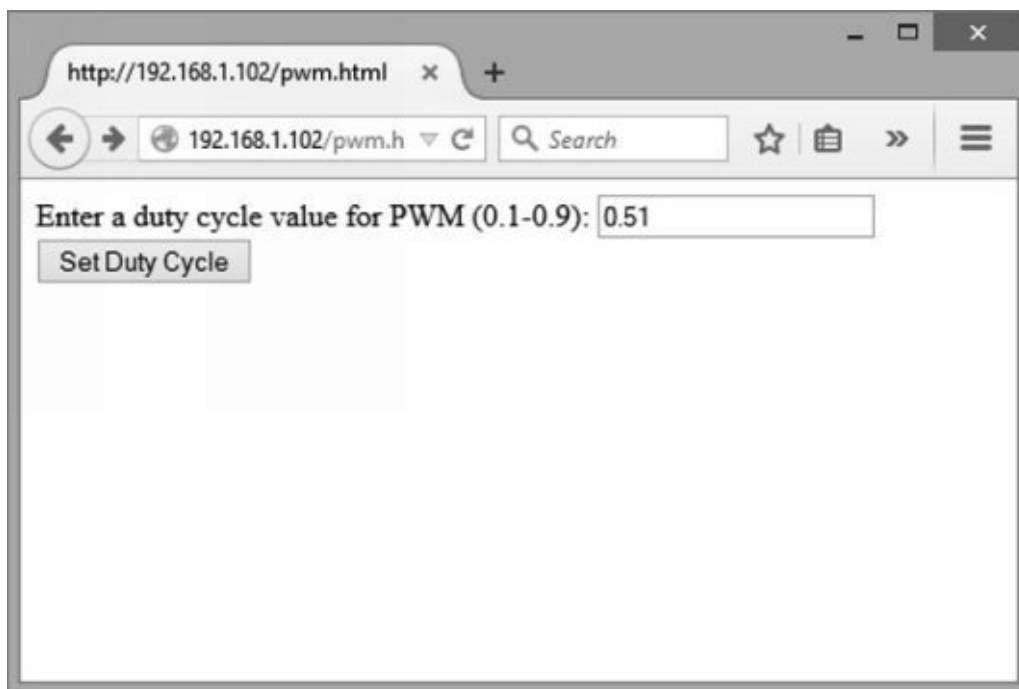 http://192.168.1.102/pwm.html
192.168.1.102/pwm.h Search
Enter a duty cycle value for PWM (0.1-0.9): 0.51
Set Duty Cycle